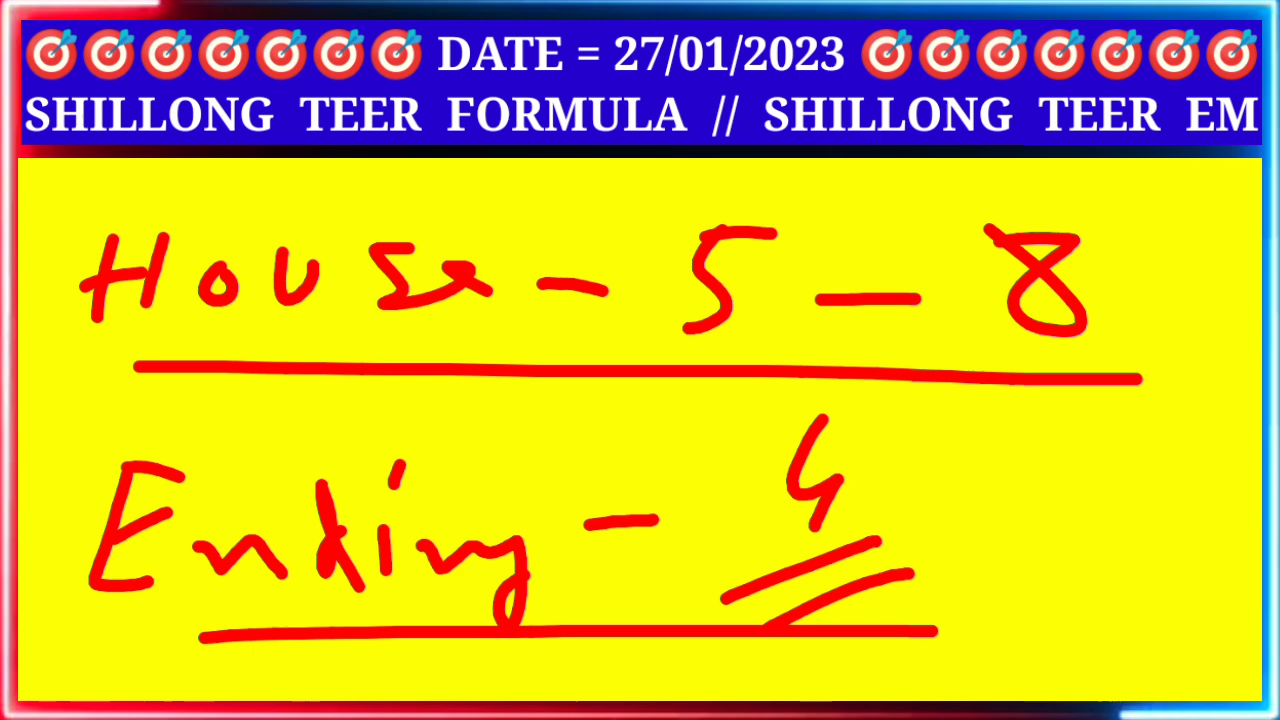 🎯🎯🎯🎯🎯🎯🎯 DATE = 27/01/2023 🎯🎯🎯🎯🎯🎯🎯
SHILLONG TEER FORMULA // SHILLONG TEER EM
House - 5 - 8
Ending - 4